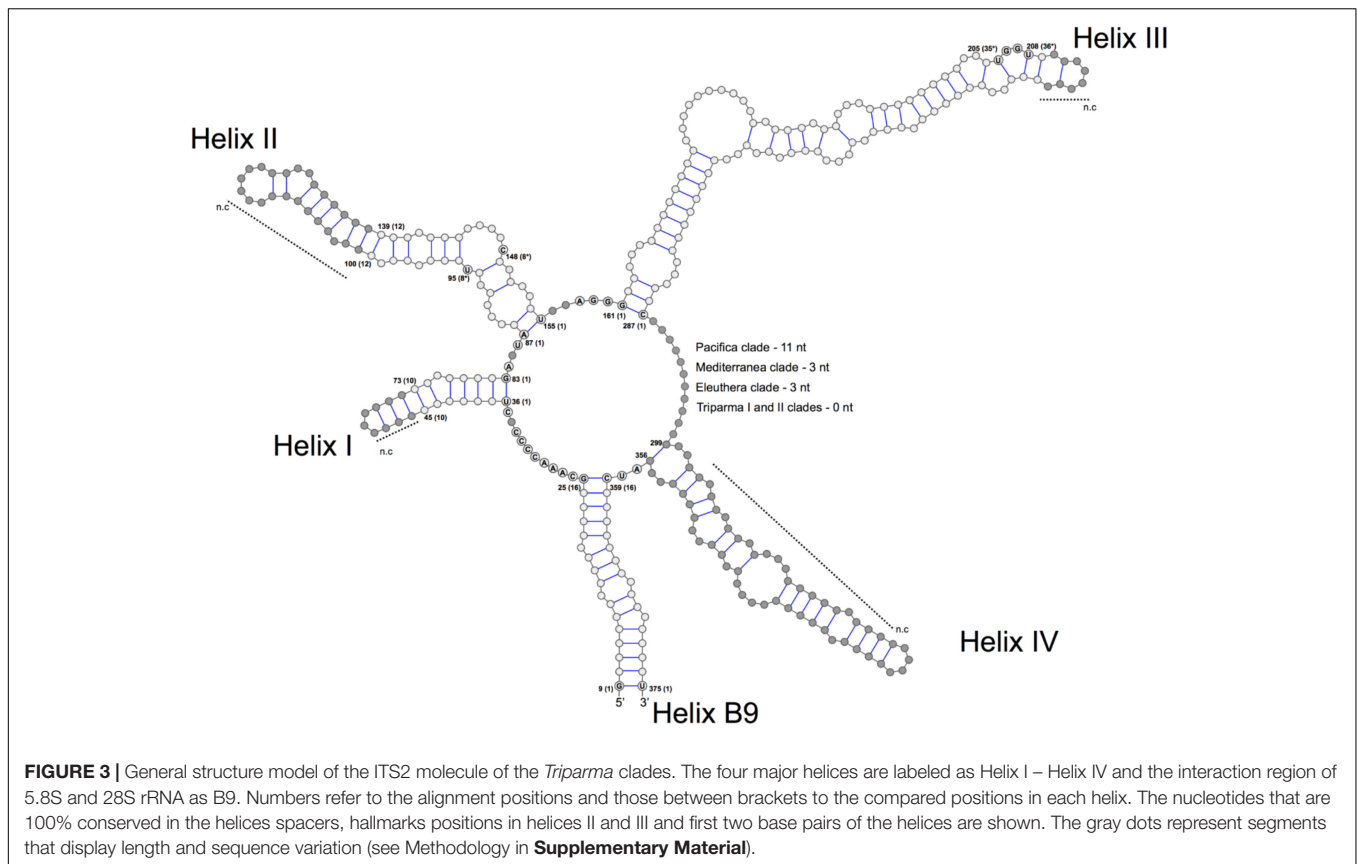 Helix III
205 (35*)
U
G
G
U
208 (36*)
n.c
Helix II
n.c
139 (12)
100 (12)
C
148 (8*)
U
95 (8*)
U
155 (1)
A
87 (1)
U
A
G
83 (1)
A
G
G
G
161 (1)
C
287 (1)
Pacifica clade - 11 nt
Mediterranea clade - 3 nt
Eleuthera clade - 3 nt
Triparma I and II clades - 0 nt
73 (10)
45 (10)
U
36 (1)
Helix I
n.c
C
C
C
C
C
A
A
A
C
G
25 (16)
C
359 (16)
U
A
356
299
n.c
Helix IV
9 (1)
G
U
375 (1)
5'
3'
Helix B9
FIGURE 3 | General structure model of the ITS2 molecule of the Triparma clades. The four major helices are labeled as Helix I – Helix IV and the interaction region of
5.8S and 28S rRNA as B9. Numbers refer to the alignment positions and those between brackets to the compared positions in each helix. The nucleotides that are
100% conserved in the helices spacers, hallmarks positions in helices II and III and first two base pairs of the helices are shown. The gray dots represent segments
that display length and sequence variation (see Methodology in Supplementary Material).